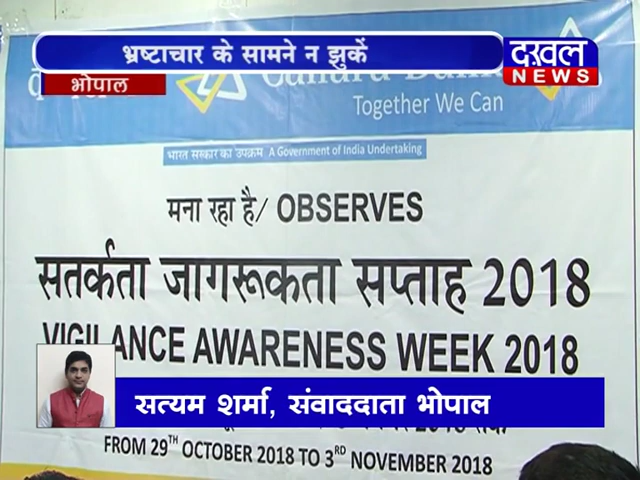 भ्रष्टाचार के सामने न झुकें
दख़ल
NEWS
भोपाल
Together We Can
भारत सरकार का उपक्रम A Government of India Undertaking
मना रहा है/ OBSERVES
सतर्कता जागरूकता सप्ताह 2018
VIGILANCE AWARENESS WEEK 2018
सत्यम शर्मा, संवाददाता भोपाल
FROM 29TH OCTOBER 2018 TO 3RD NOVEMBER 2018